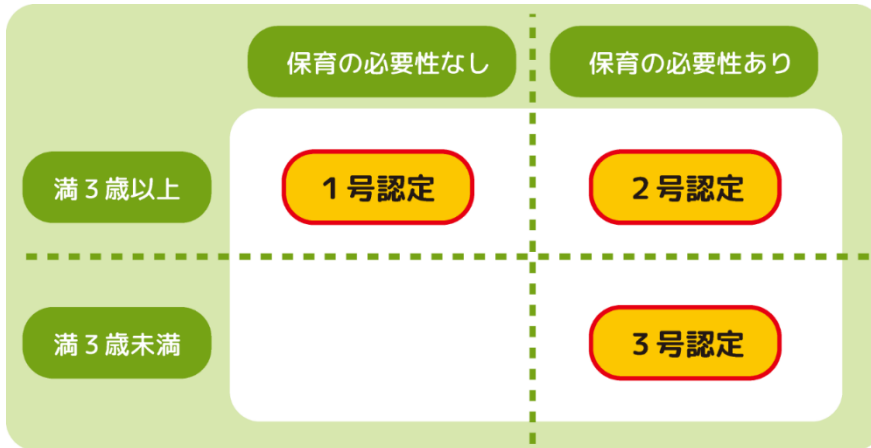 保育の必要性なし
保育の必要性あり
満３歳以上
１号認定
２号認定
満３歳未満
３号認定